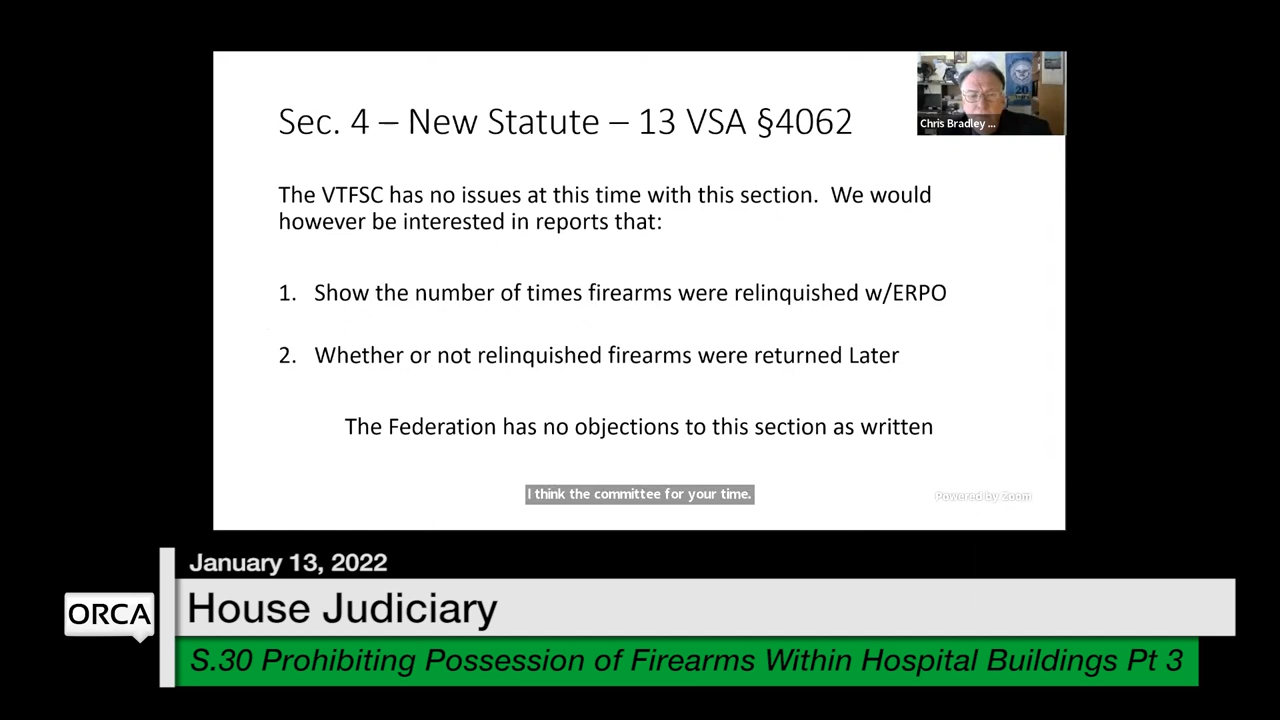 Sec. 4 – New Statute – 13 VSA §4062
Chris Bradley ...
The VTFSC has no issues at this time with this section. We would
however be interested in reports that:
1. Show the number of times firearms were relinquished w/ERPO
2. Whether or not relinquished firearms were returned Later
The Federation has no objections to this section as written
I think the committee for your time.
Powered by Zoom
January 13, 2022
ORCA
House Judiciary
S.30 Prohibiting Possession of Firearms Within Hospital Buildings Pt 3